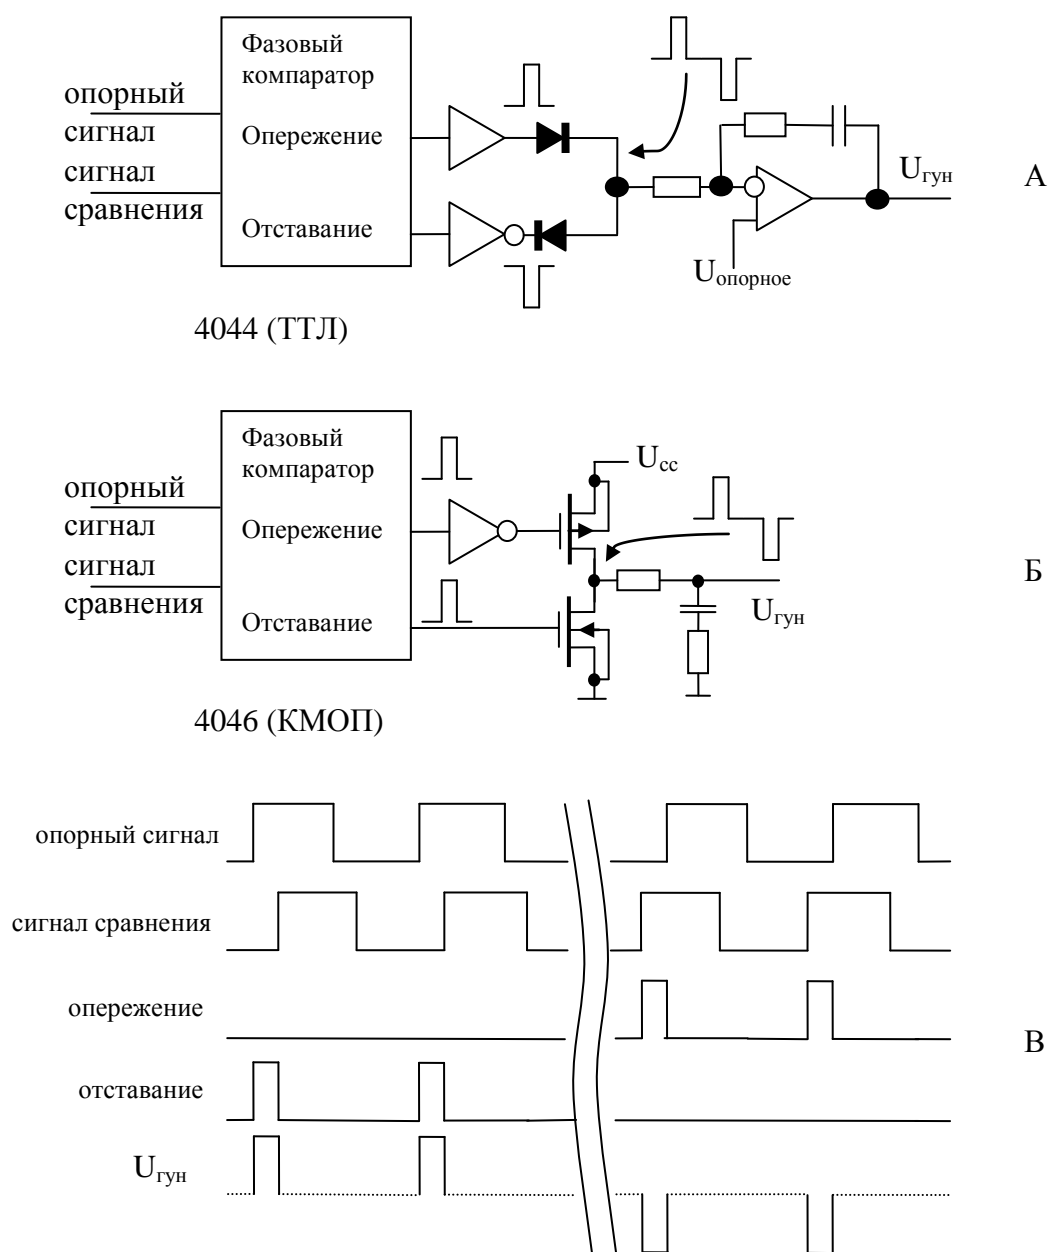 Фазовый
компаратор
опорный
сигнал
Опережение
сигнал
сравнения
Отставание
Uгун
Uопорное
А
4044 (ТТЛ)
Фазовый
компаратор
Ucc
опорный
сигнал
Опережение
сигнал
сравнения
Отставание
Uгун
Б
4046 (КМОП)
опорный сигнал
сигнал сравнения
опережение
В
отставание
Uгун